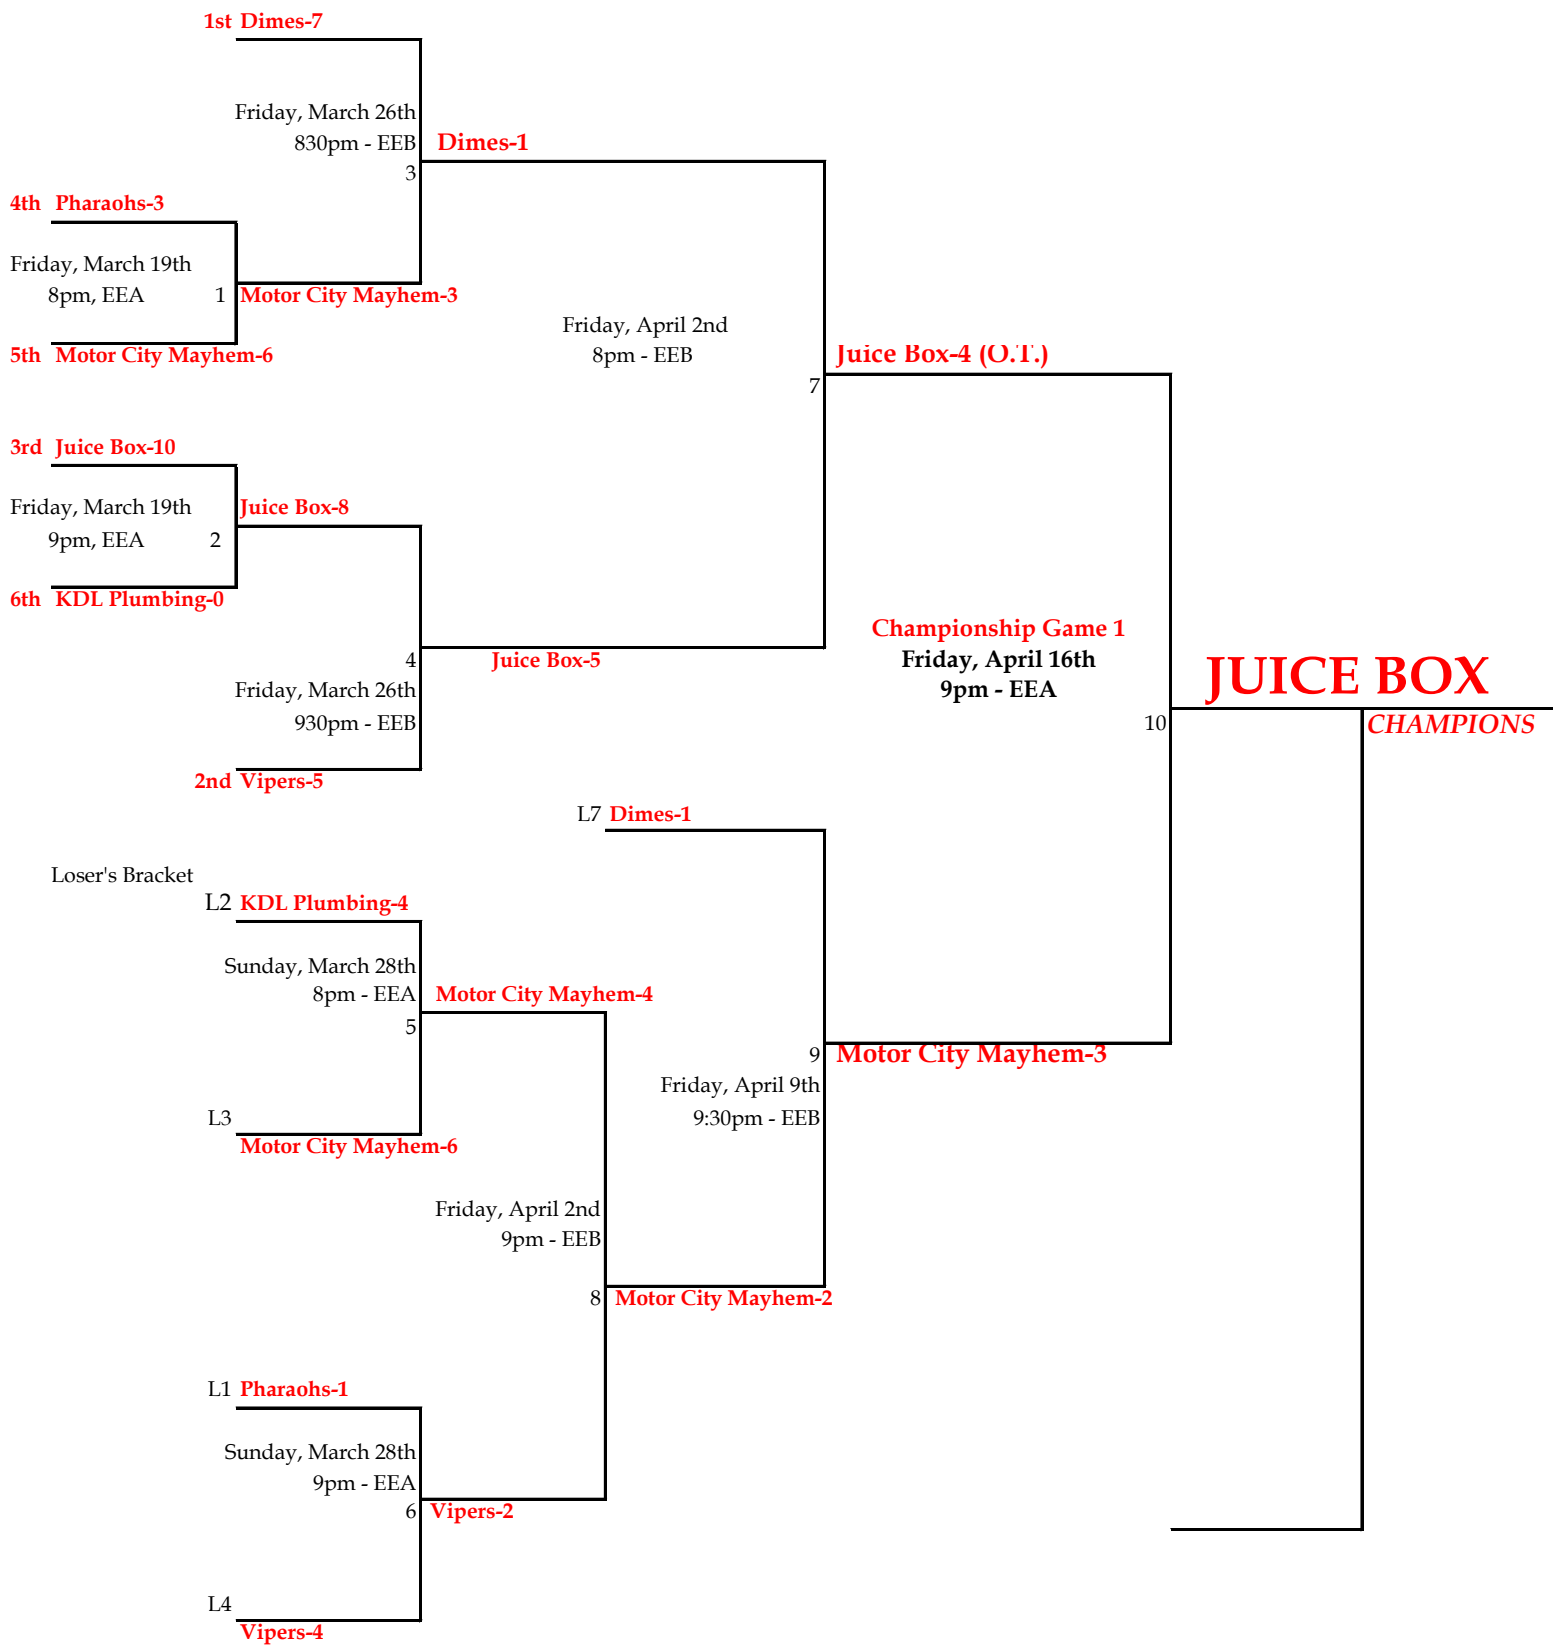 1st Dimes-7
Friday, March 26th
830pm - EEB
Dimes-1
3
4th Pharaohs-3
Friday, March 19th
8pm, EEA 1
Motor City Mayhem-3
5th Motor City Mayhem-6
Friday, April 2nd
8pm - EEB
Juice Box-4 (O.T.)
7
3rd Juice Box-10
Friday, March 19th
Juice Box-8
9pm, EEA 2
6th KDL Plumbing-0
Championship Game 1
Friday, April 16th
9pm - EEA
4
Juice Box-5
Friday, March 26th
930pm - EEB
JUICE BOX
CHAMPIONS
10
2nd Vipers-5
L7 Dimes-1
Loser's Bracket
L2 KDL Plumbing-4
Sunday, March 28th
8pm - EEA
Motor City Mayhem-4
5
9
Motor City Mayhem-3
Friday, April 9th
9:30pm - EEB
L3
Motor City Mayhem-6
Friday, April 2nd
9pm - EEB
8
Motor City Mayhem-2
L1 Pharaohs-1
Sunday, March 28th
9pm - EEA
6
Vipers-2
L4
Vipers-4